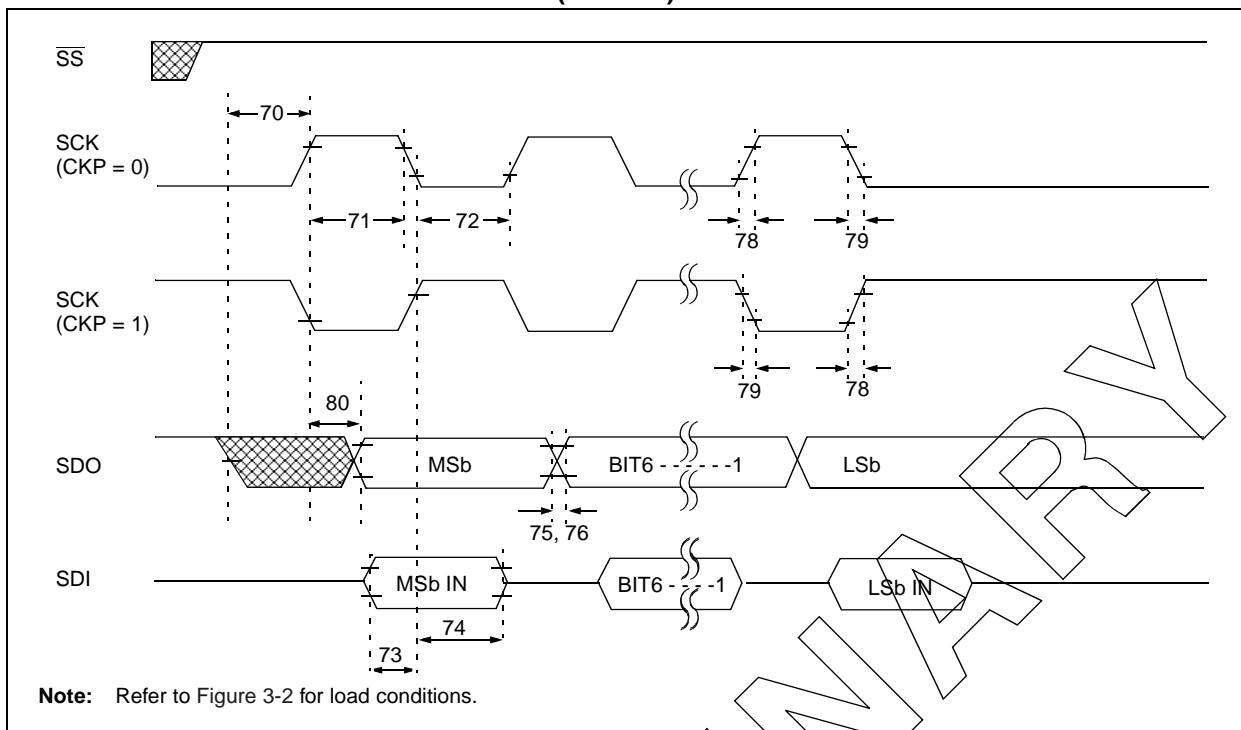 SS
70
SCK
(CKP = 0)
71
72
78
79
SCK
(CKP = 1)
79
78
80
SDO
MSb
BIT6 - - - - - -1
LSb
75, 76
SDI
MSb IN
BIT6 - - - - -1
LSb IN
74
73
Note: Refer to Figure 3-2 for load conditions.
N A R Y